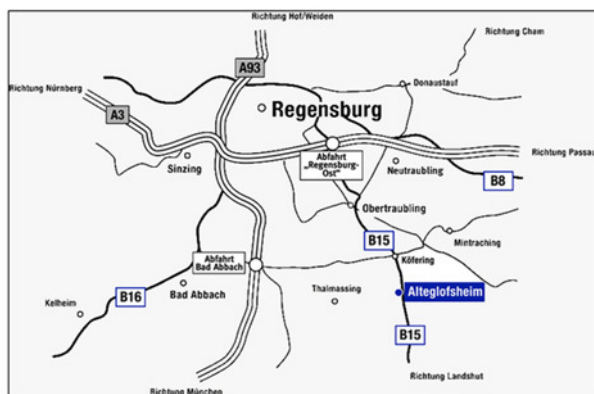 Richtung Hof/Weiden
Richtung Cham
A93
Donaustauf
Richtung Nürnberg
Regensburg
A3
Abfahrt
„Regensburg-
Ost"
Richtung Passau
Sinzing
Neutraubling
B8
Obertraubling
B15
Mintraching
Abfahrt
Bad Abbach
Köfering
Bad Abbach
Thalmassing
Alteglofsheim
B16
Kelheim
B15
Richtung Landshut
Richtung München